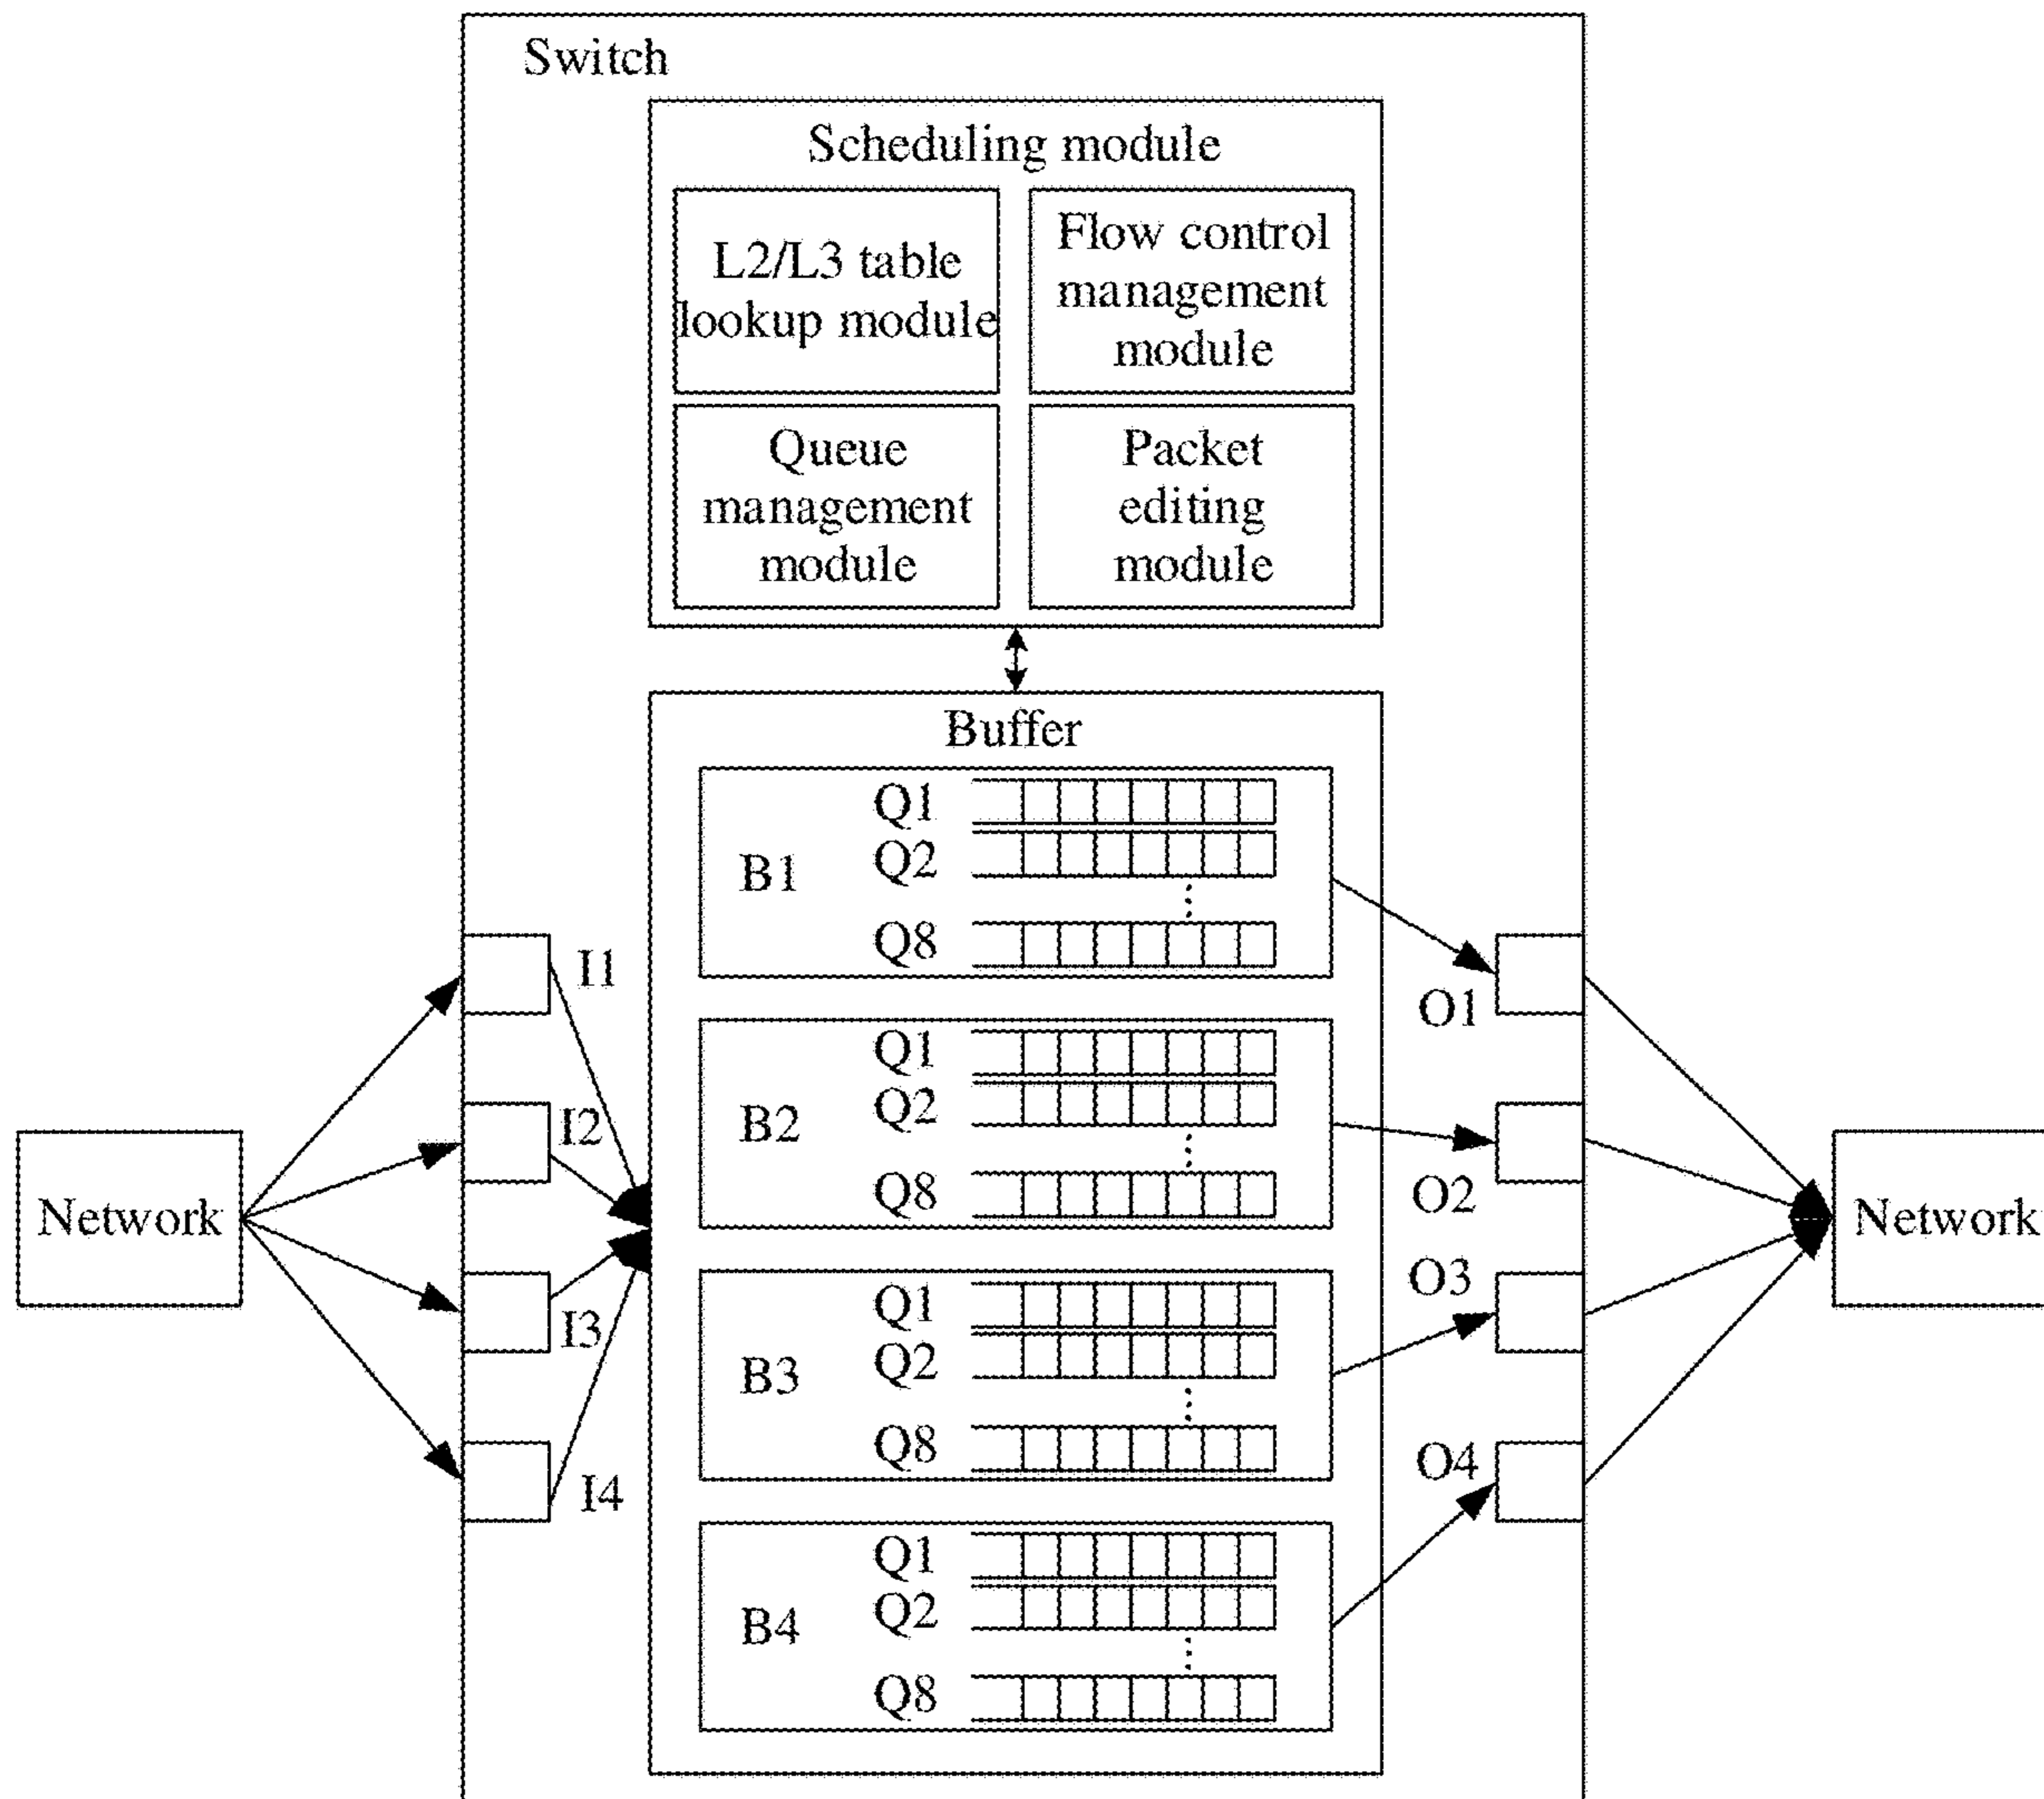 Switch
Scheduling module
L2/L3 table
lookup module
Flow control
management
module
Queue
management
module
Packet
editing
module
Buffer
B1
Q1
Q2
Q8
B2
Q1
Q2
Q8
B3
Q1
Q2
Q8
B4
Q1
Q2
Q8
Network
I1
I2
I3
I4
O1
O2
O3
O4
Network